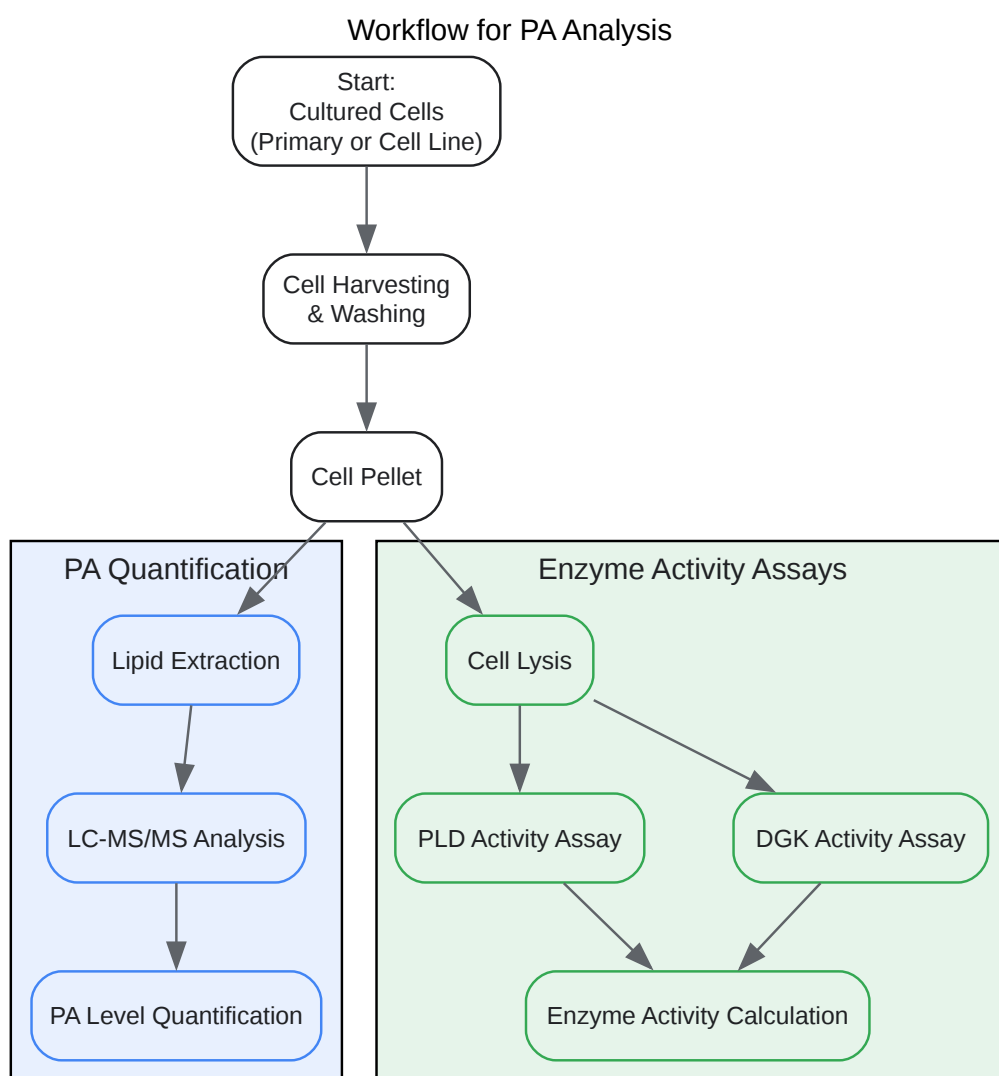 Workflow for PA Analysis
Start:
Cultured Cells
(Primary or Cell Line)
Cell Harvesting
& Washing
Cell Pellet
PA Quantification
Lipid Extraction
LC-MS/MS Analysis
PA Level Quantification
Enzyme Activity Assays
Cell Lysis
PLD Activity Assay
DGK Activity Assay
Enzyme Activity Calculation